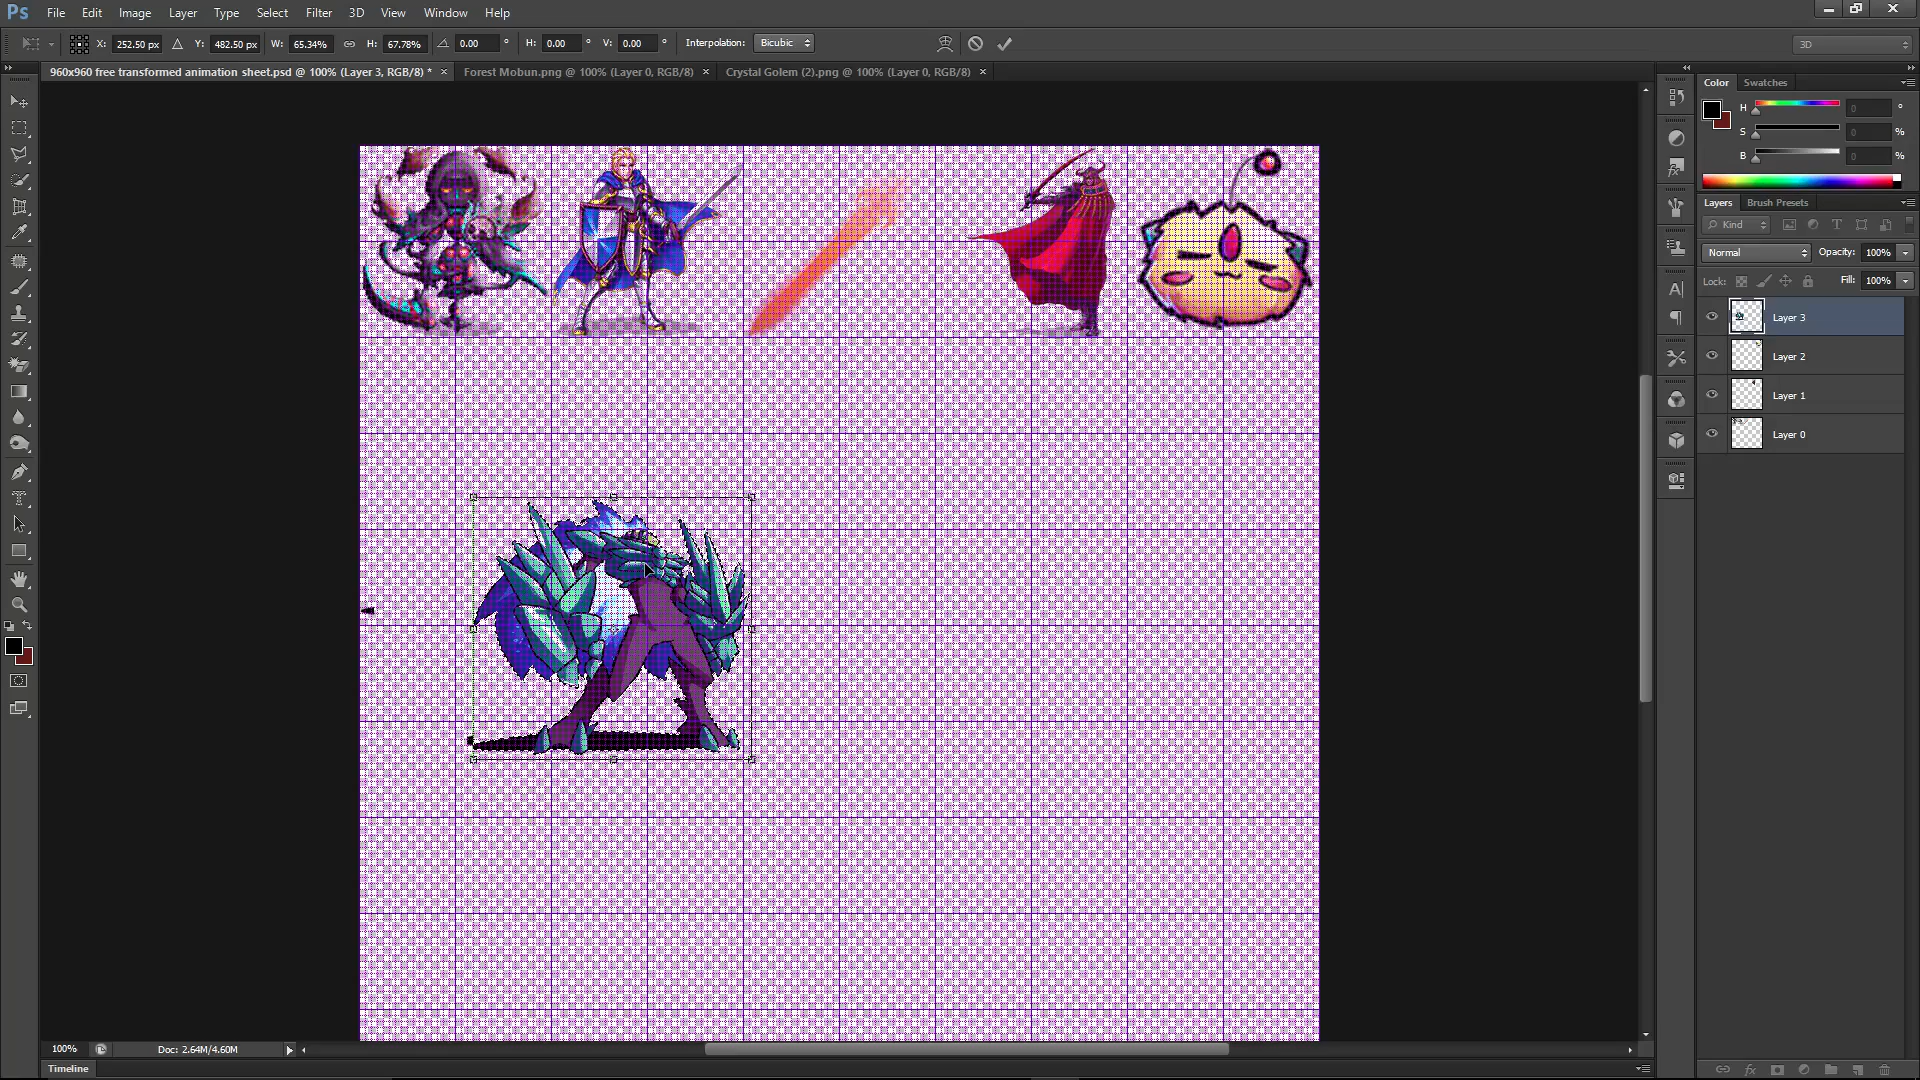 Ps File Edit Image Layer Type Select Filter 3D View Window Help
X: 252.50 px Y: 482.50 px W: 65.34% H: 67.78% 0.00 ° H: 0.00 ° V: 0.00 ° Interpolation: Bicubic 3D
960x960 free transformed animation sheet.psd @ 100% (Layer 3, RGB/8) * × Forest Mobun.png @ 100% (Layer 0, RGB/8) × Crystal Golem (2).png @ 100% (Layer 0, RGB/8) ×
Color Swatches
H 0 °
S 0 %
B 0 %
Layers Brush Presets
Kind
Normal Opacity: 100%
Lock: Fill: 100%
Layer 3
Layer 2
Layer 1
Layer 0
100% Doc: 2.64M/4.60M
Timeline